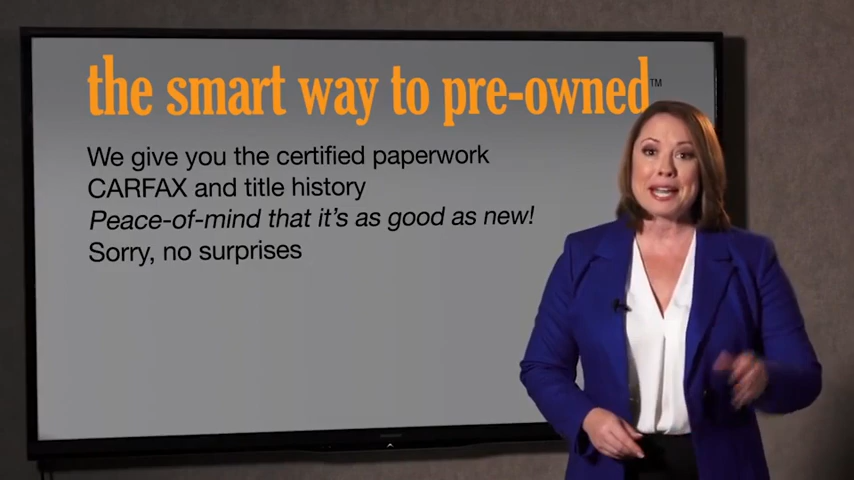 the smart way to pre-owned™
We give you the certified paperwork
CARFAX and title history
Peace-of-mind that it's as good as new!
Sorry, no surprises